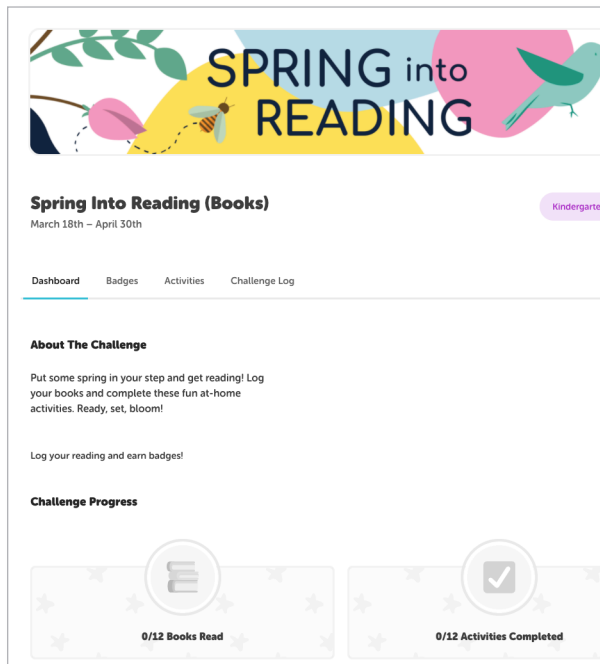 SPRING into
READING
Spring Into Reading (Books)
March 18th – April 30th
Dashboard Badges Activities Challenge Log
About The Challenge
Put some spring in your step and get reading! Log
your books and complete these fun at-home
activities. Ready, set, bloom!
Log your reading and earn badges!
Challenge Progress
0/12 Books Read 0/12 Activities Completed